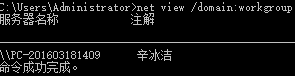 C:\Users\Administrator>net view /domain:workgroup
服务器名称 注解
\\PC-201603181409 辛冰洁
命令成功完成。